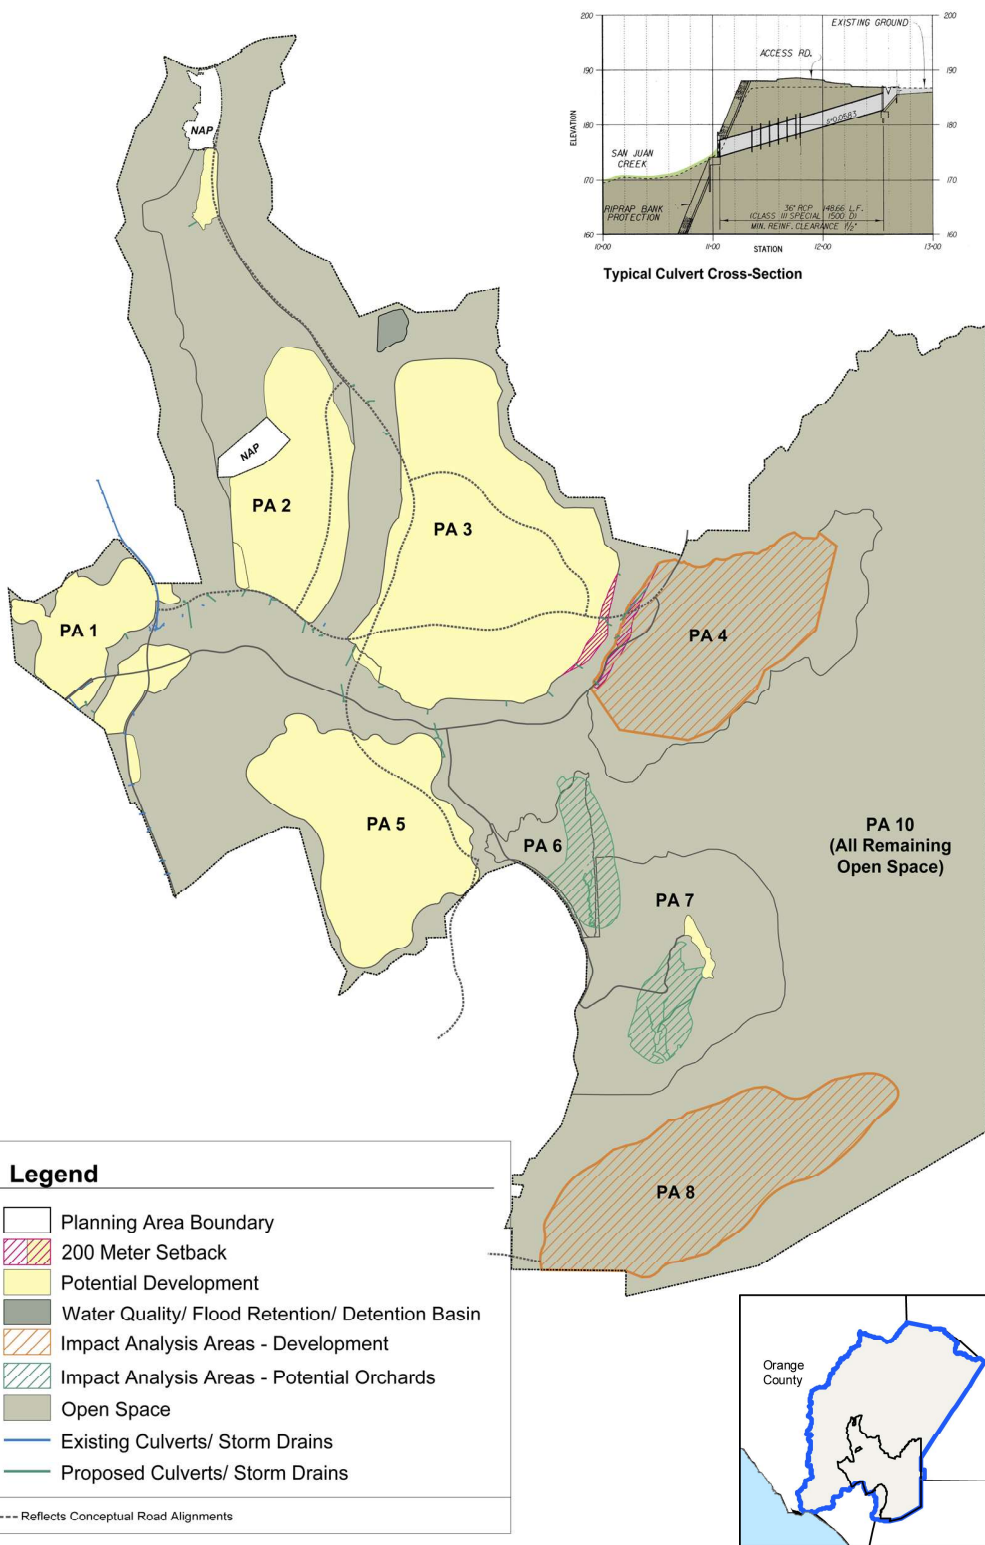 200
200
EXISTING GROUND
ACCESS RD.
190
190
ELEVATION
180
180
S=0.0583
SAN JUAN
CREEK
170
170
RIPRAP BANK
PROTECTION
36" RCP 148.66 L.F.
(CLASS III SPECIAL 1500 D)
MIN. REINF. CLEARANCE 1/2"
160
160
10+00
11+00
12+00
13+00
STATION
Typical Culvert Cross-Section
NAP
NAP
PA 2
PA 3
PA 1
PA 4
PA 5
PA 6
PA 10
(All Remaining
Open Space)
PA 7
PA 8
Legend
Planning Area Boundary
200 Meter Setback
Potential Development
Water Quality/ Flood Retention/ Detention Basin
Impact Analysis Areas - Development
Impact Analysis Areas - Potential Orchards
Open Space
Existing Culverts/ Storm Drains
Proposed Culverts/ Storm Drains
Reflects Conceptual Road Alignments
Orange
County